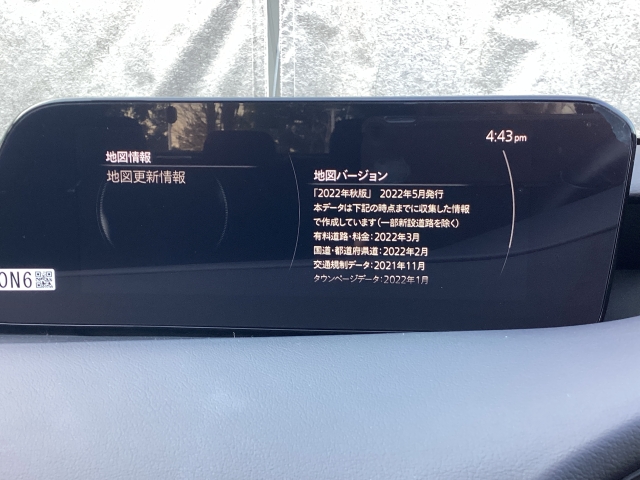 4:43 pm
地図情報
地図更新情報
地図バージョン
「2022年秋版」 2022年5月発行
本データは下記の時点までに収集した情報
で作成しています(一部新設道路を除く)
有料道路・料金:2022年3月
国道・都道府県道:2022年2月
交通規制データ:2021年11月
タウンページデータ:2022年1月
0N6